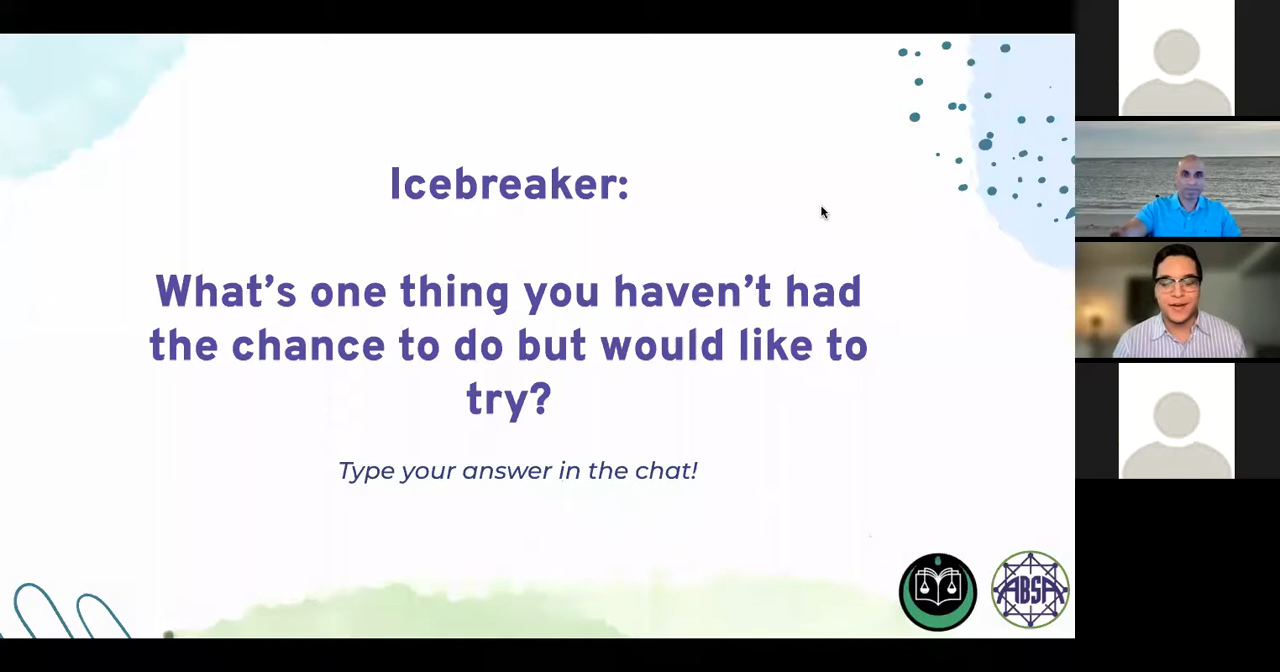 Icebreaker:
What's one thing you haven't had
the chance to do but would like to
try?
Type your answer in the chat!
ABSA